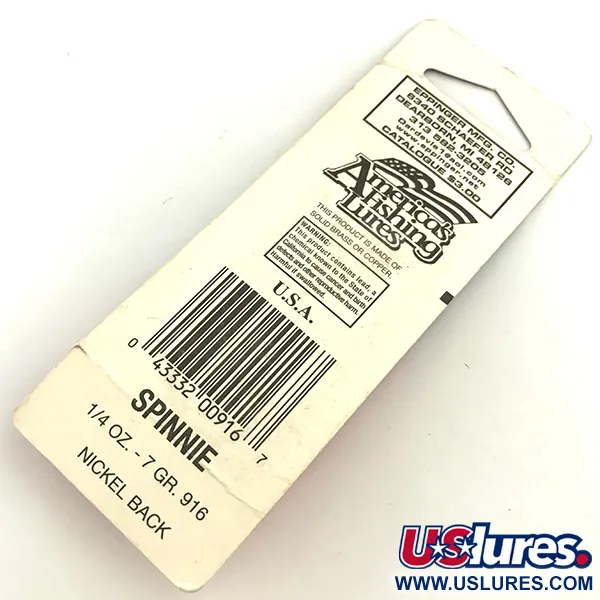 EPPINGER MFG. CO.
6340 SCHAEFER RD
DEARBORN, MI 48126
313 582-3205
Dardevle1@aol.com
www.eppinger.net
CATALOGUE $3.00
America's
Fishing
Lures
THIS PRODUCT IS MADE OF
SOLID BRASS OR COPPER.
WARNING:
This product contains lead, a
chemical known to the State of
California to cause cancer and birth
defects and other reproductive harm.
Harmful if swallowed.
U.S.A.
0 43332 00916 7
SPINNIE
1/4 OZ. - 7 GR. 916
NICKEL BACK
USlures.
WWW.USLURES.COM